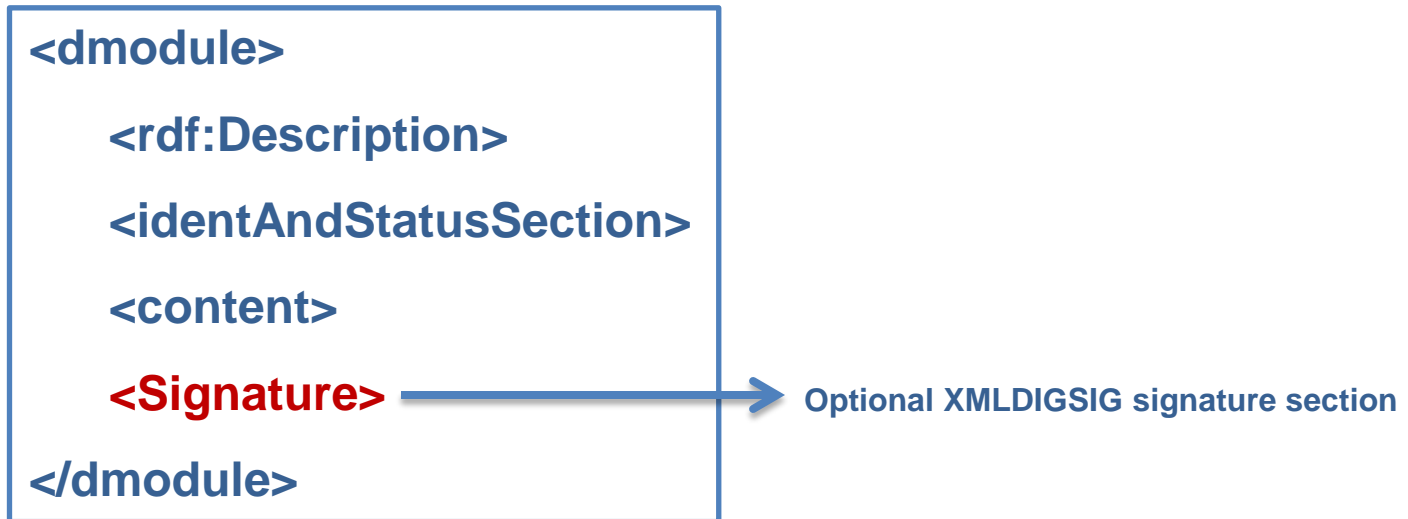 <dmodule>
<rdf:Description>
<identAndStatusSection>
<content>
<Signature> Optional XMLDIGSIG signature section
</dmodule>